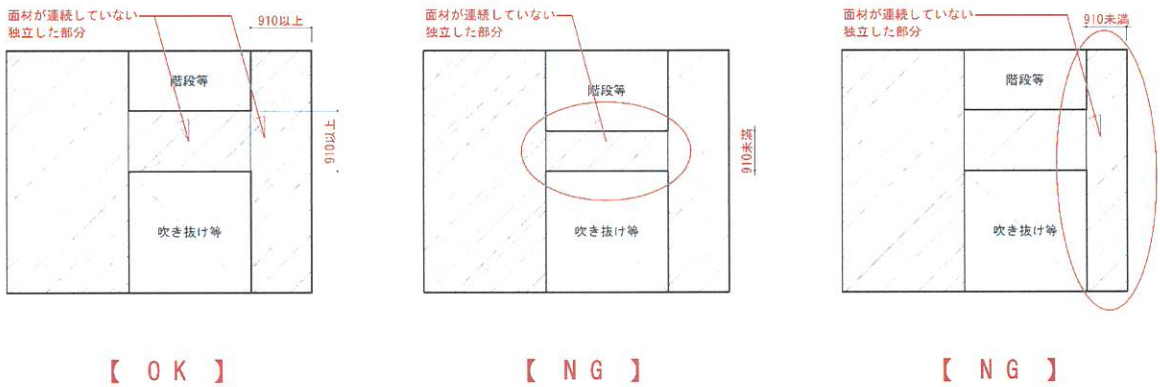 面材が連続していない
独立した部分
910以上
階段等
910以上
吹き抜け等
【 OK 】
面材が連続していない
独立した部分
階段等
910未満
吹き抜け等
【 NG 】
面材が連続していない
独立した部分
910未満
階段等
吹き抜け等
【 NG 】